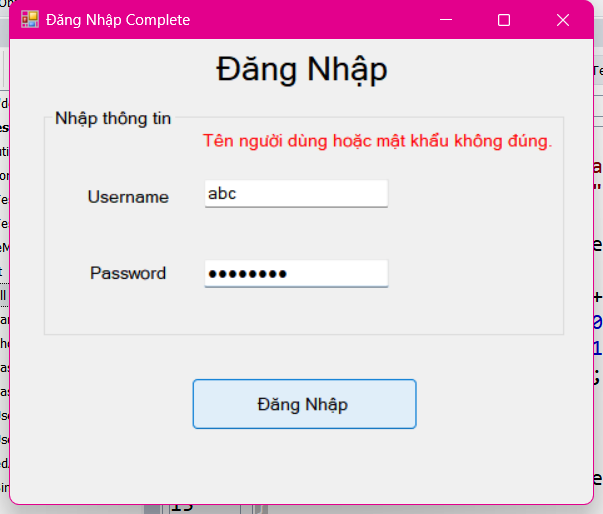 Đăng Nhập Complete
Đăng Nhập
Nhập thông tin
Tên người dùng hoặc mật khẩu không đúng.
Username
abc
Password
••••••••
Đăng Nhập